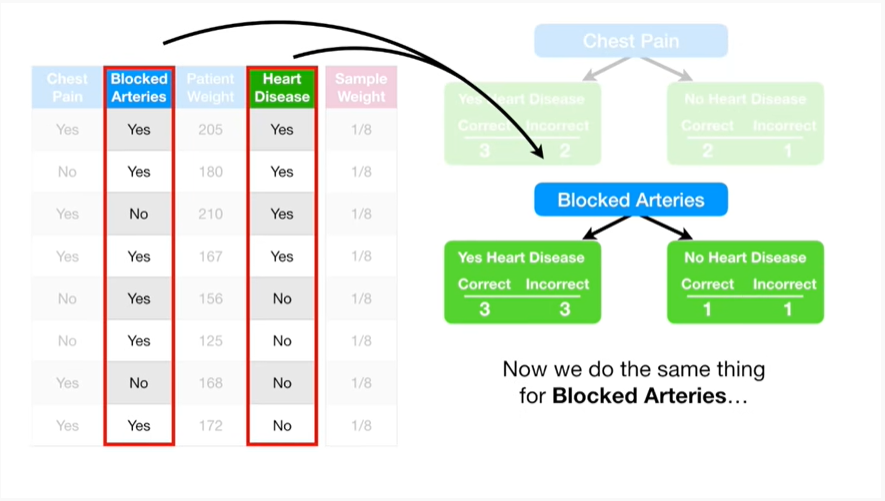 Chest Pain Blocked Arteries Patient Weight Heart Disease Sample Weight
Yes Yes 205 Yes 1/8
No Yes 180 Yes 1/8
Yes No 210 Yes 1/8
Yes Yes 167 Yes 1/8
No Yes 156 No 1/8
No Yes 125 No 1/8
Yes No 168 No 1/8
Yes Yes 172 No 1/8
Chest Pain
Yes Heart Disease
Correct Incorrect
3 2
No Heart Disease
Correct Incorrect
2 1
Blocked Arteries
Yes Heart Disease
Correct Incorrect
3 3
No Heart Disease
Correct Incorrect
1 1
Now we do the same thing
for Blocked Arteries…